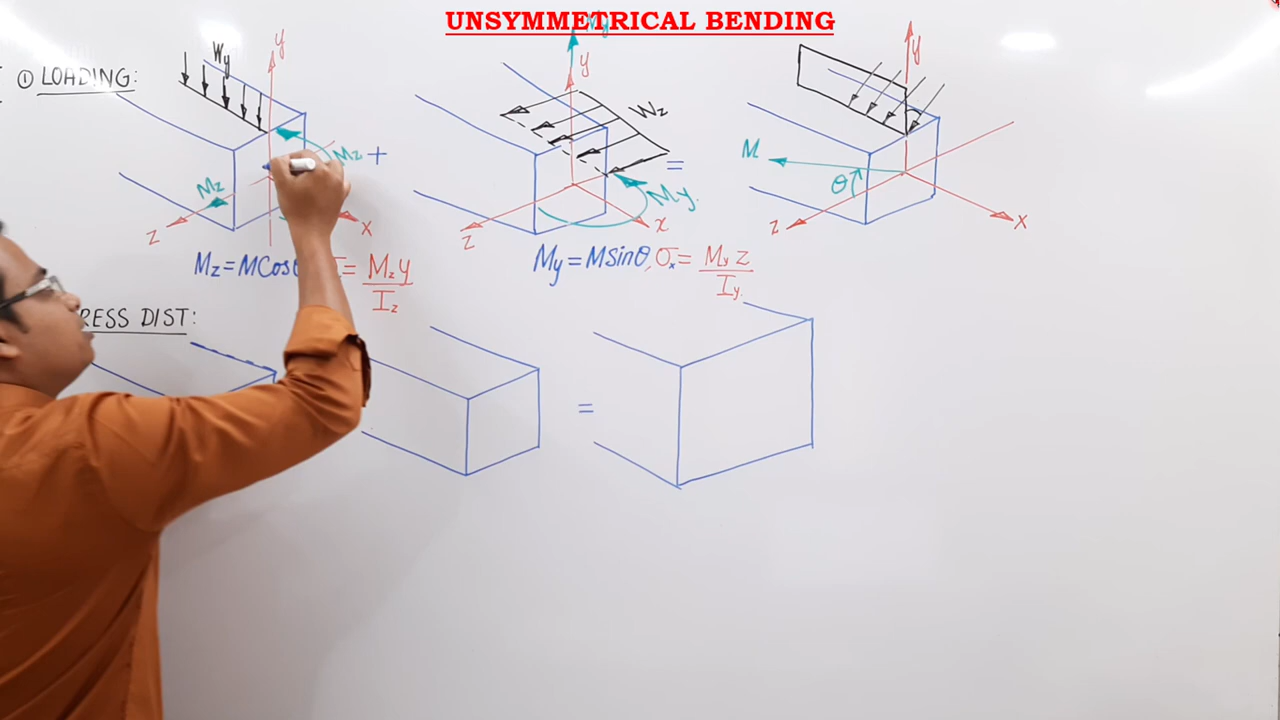 UNSYMMETRICAL BENDING
① LOADING:
Wy
y
Mz
Mz
z
x
+
My
y
Wz
My.
z
x
=
y
M
θ
z
x
Mz = MCos
= Mz y / Iz
My = MSinθ, σx = My z / Iy.
RESS DIST:
=